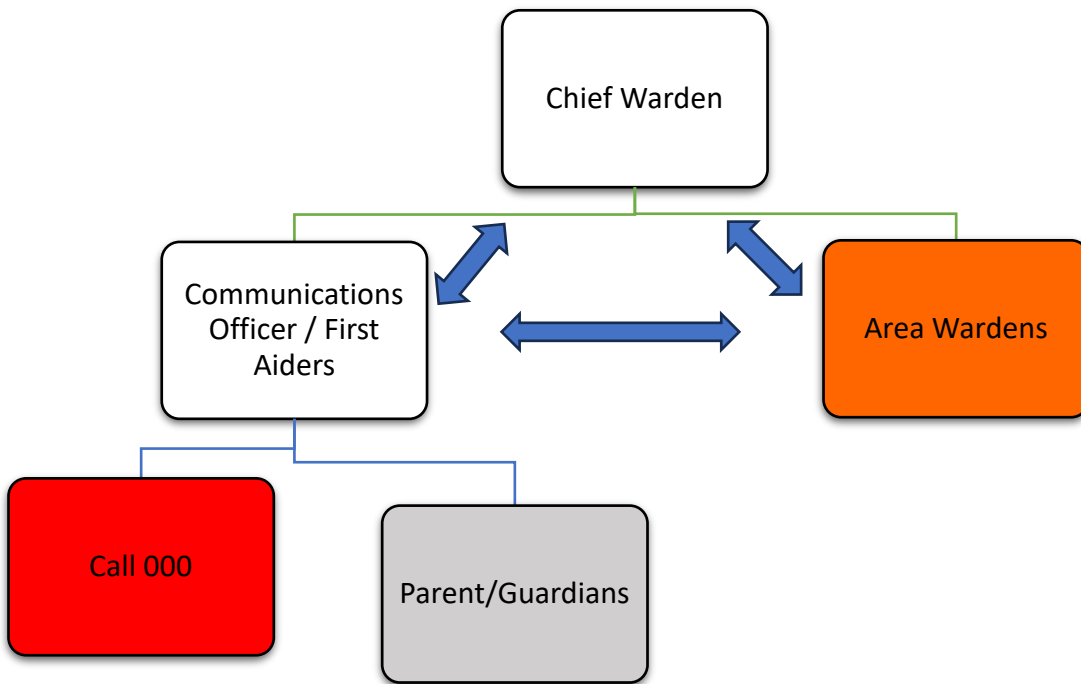 Chief Warden
Communications
Officer / First
Aiders
Area Wardens
Call 000
Parent/Guardians